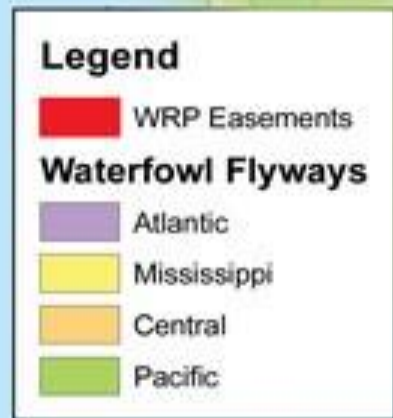 Legend
WRP Easements
Waterfowl Flyways
Atlantic
Mississippi
Central
Pacific